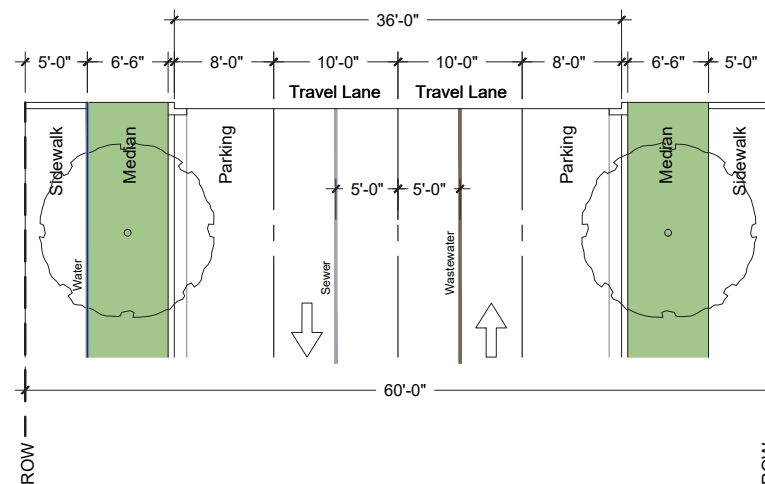 36'-0"
5'-0" 6'-6" 8'-0" 10'-0" 10'-0" 8'-0" 6'-6" 5'-0"
Travel Lane Travel Lane
Sidewalk
Median
Parking
Parking
Median
Sidewalk
5'-0" 5'-0"
Water
Sewer
Wastewater
60'-0"
ROW
ROW